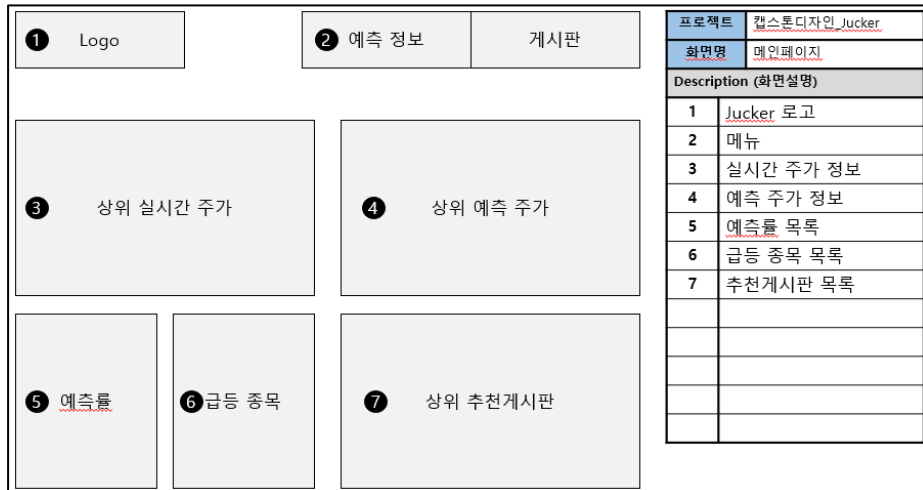 1 Logo
2 예측 정보 게시판
3 상위 실시간 주가
4 상위 예측 주가
5 예측률
6 급등 종목
7 상위 추천게시판
프로젝트 캡스톤디자인_Jucker
화면명 메인페이지
Description (화면설명)
1 Jucker 로고
2 메뉴
3 실시간 주가 정보
4 예측 주가 정보
5 예측률 목록
6 급등 종목 목록
7 추천게시판 목록